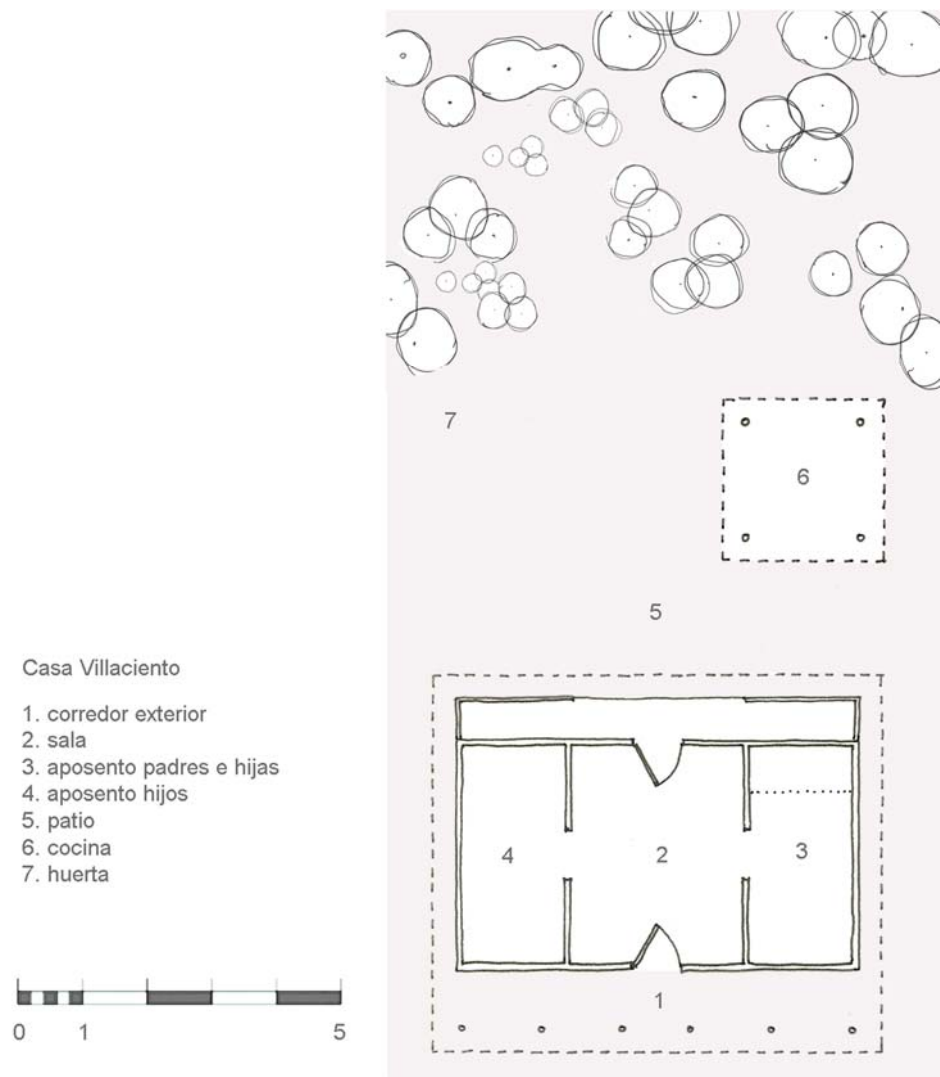 7
6
5
Casa Villaciento
1. corredor exterior
2. sala
3. aposento padres e hijas
4. aposento hijos
5. patio
6. cocina
7. huerta
4
2
3
1
0 1 5